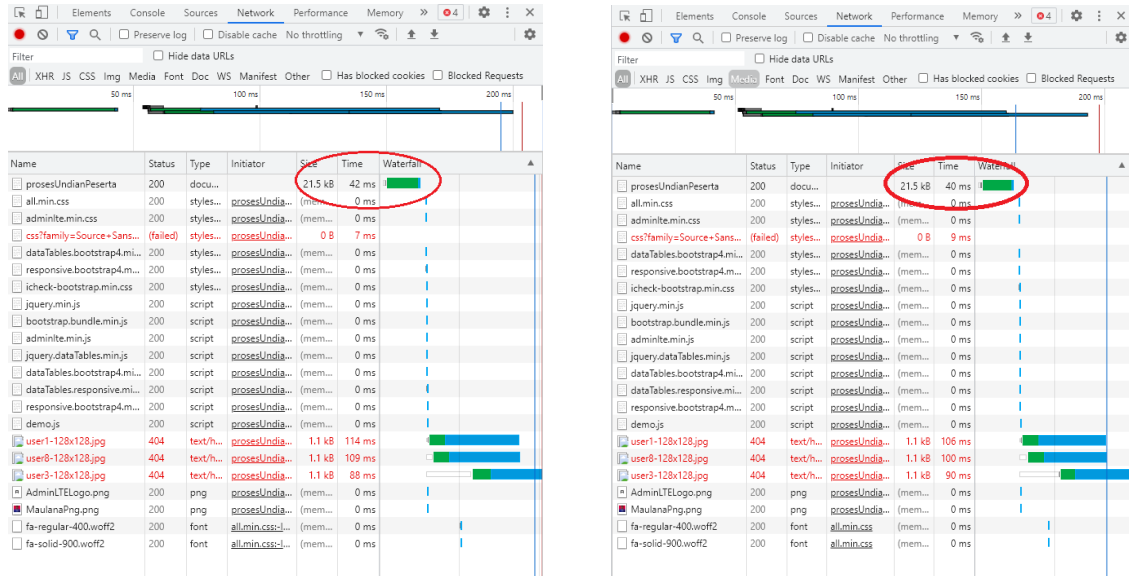 Elements Console Sources Network Performance Memory » 4
Preserve log Disable cache No throttling
Filter Hide data URLs
All XHR JS CSS Img Media Font Doc WS Manifest Other Has blocked cookies Blocked Requests
50 ms 100 ms 150 ms 200 ms
Name Status Type Initiator Size Time Waterfall
prosesUndianPeserta 200 docu... 21.5 kB 42 ms
all.min.css 200 styles... prosesUndia... (mem... 0 ms
adminlte.min.css 200 styles... prosesUndia... (mem... 0 ms
css?family=Source+Sans... (failed) styles... prosesUndia... 0 B 7 ms
dataTables.bootstrap4.mi... 200 styles... prosesUndia... (mem... 0 ms
responsive.bootstrap4.m... 200 styles... prosesUndia... (mem... 0 ms
icheck-bootstrap.min.css 200 styles... prosesUndia... (mem... 0 ms
jquery.min.js 200 script prosesUndia... (mem... 0 ms
bootstrap.bundle.min.js 200 script prosesUndia... (mem... 0 ms
adminlte.min.js 200 script prosesUndia... (mem... 0 ms
jquery.dataTables.min.js 200 script prosesUndia... (mem... 0 ms
dataTables.bootstrap4.mi... 200 script prosesUndia... (mem... 0 ms
dataTables.responsive.mi... 200 script prosesUndia... (mem... 0 ms
responsive.bootstrap4.m... 200 script prosesUndia... (mem... 0 ms
demo.js 200 script prosesUndia... (mem... 0 ms
user1-128x128.jpg 404 text/h... prosesUndia... 1.1 kB 114 ms
user8-128x128.jpg 404 text/h... prosesUndia... 1.1 kB 109 ms
user3-128x128.jpg 404 text/h... prosesUndia... 1.1 kB 88 ms
AdminLTELogo.png 200 png prosesUndia... (mem... 0 ms
MaulanaPng.png 200 png prosesUndia... (mem... 0 ms
fa-regular-400.woff2 200 font all.min.css:-I... (mem... 0 ms
fa-solid-900.woff2 200 font all.min.css:-I... (mem... 0 ms
Elements Console Sources Network Performance Memory » 4
Preserve log Disable cache No throttling
Filter Hide data URLs
All XHR JS CSS Img Media Font Doc WS Manifest Other Has blocked cookies Blocked Requests
50 ms 100 ms 150 ms 200 ms
Name Status Type Initiator Size Time Waterfall
prosesUndianPeserta 200 docu... 21.5 kB 40 ms
all.min.css 200 styles... prosesUndia... (mem... 0 ms
adminlte.min.css 200 styles... prosesUndia... (mem... 0 ms
css?family=Source+Sans... (failed) styles... prosesUndia... 0 B 9 ms
dataTables.bootstrap4.mi... 200 styles... prosesUndia... (mem... 0 ms
responsive.bootstrap4.m... 200 styles... prosesUndia... (mem... 0 ms
icheck-bootstrap.min.css 200 styles... prosesUndia... (mem... 0 ms
jquery.min.js 200 script prosesUndia... (mem... 0 ms
bootstrap.bundle.min.js 200 script prosesUndia... (mem... 0 ms
adminlte.min.js 200 script prosesUndia... (mem... 0 ms
jquery.dataTables.min.js 200 script prosesUndia... (mem... 0 ms
dataTables.bootstrap4.mi... 200 script prosesUndia... (mem... 0 ms
dataTables.responsive.mi... 200 script prosesUndia... (mem... 0 ms
responsive.bootstrap4.m... 200 script prosesUndia... (mem... 0 ms
demo.js 200 script prosesUndia... (mem... 0 ms
user1-128x128.jpg 404 text/h... prosesUndia... 1.1 kB 106 ms
user8-128x128.jpg 404 text/h... prosesUndia... 1.1 kB 100 ms
user3-128x128.jpg 404 text/h... prosesUndia... 1.1 kB 90 ms
AdminLTELogo.png 200 png prosesUndia... (mem... 0 ms
MaulanaPng.png 200 png prosesUndia... (mem... 0 ms
fa-regular-400.woff2 200 font all.min.css (mem... 0 ms
fa-solid-900.woff2 200 font all.min.css (mem... 0 ms